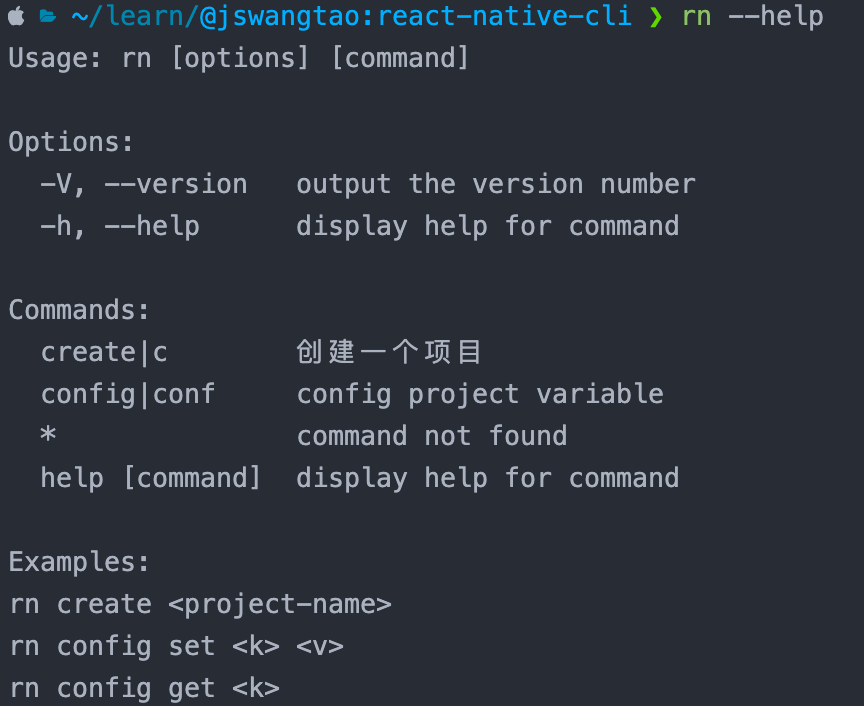 ~/learn/@jswangtao:react-native-cli ❯ rn --help
Usage: rn [options] [command]

Options:
  -V, --version   output the version number
  -h, --help      display help for command

Commands:
  create|c        创建一个项目
  config|conf     config project variable
  *               command not found
  help [command]  display help for command

Examples:
rn create <project-name>
rn config set <k> <v>
rn config get <k>